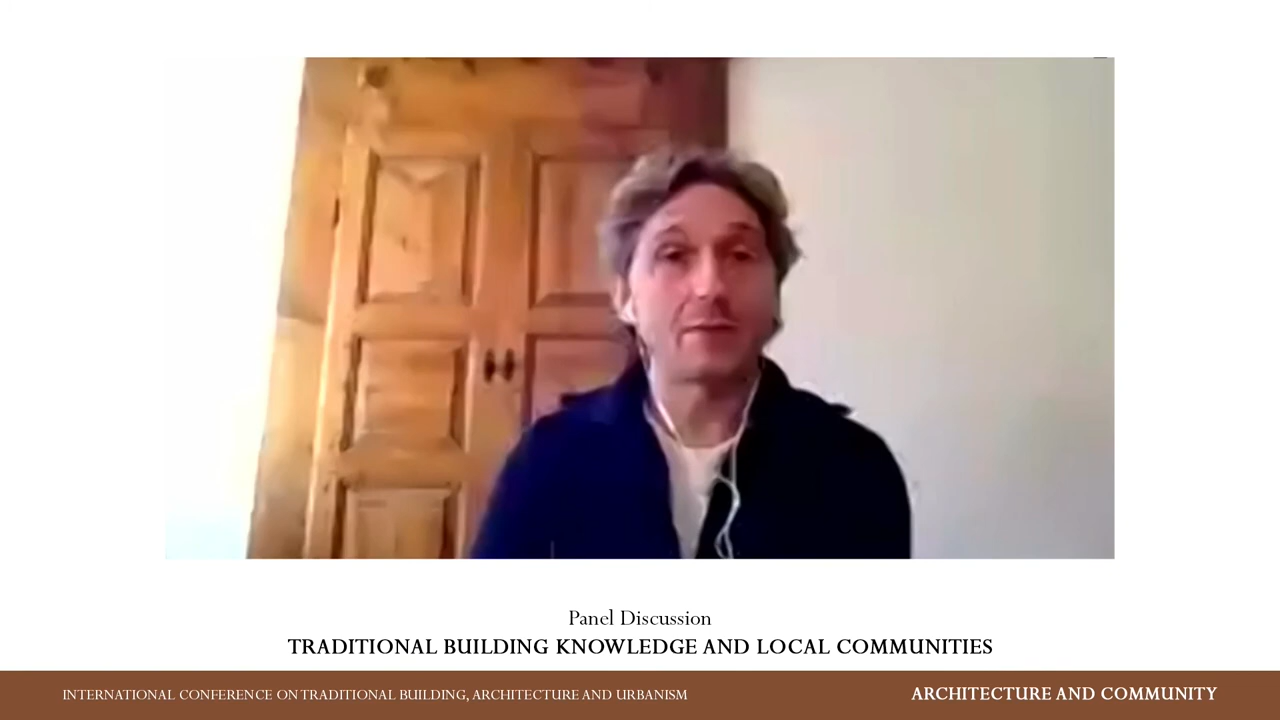 Panel Discussion
TRADITIONAL BUILDING KNOWLEDGE AND LOCAL COMMUNITIES
INTERNATIONAL CONFERENCE ON TRADITIONAL BUILDING, ARCHITECTURE AND URBANISM
ARCHITECTURE AND COMMUNITY